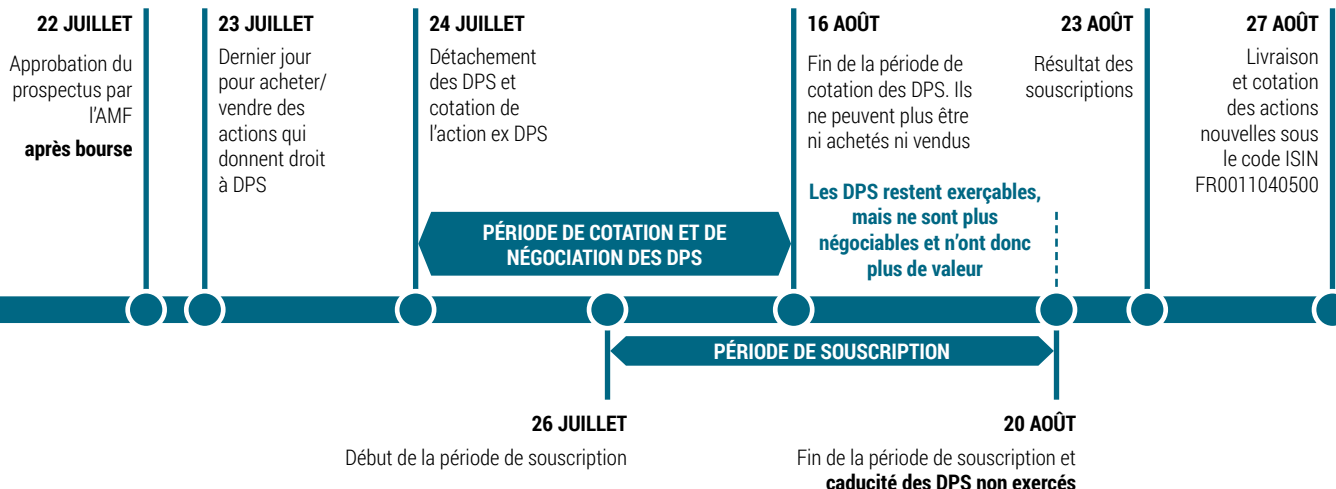 22 JUILLET
Approbation du
prospectus par
l'AMF
après bourse
23 JUILLET
Dernier jour
pour acheter/
vendre des
actions qui
donnent droit
à DPS
24 JUILLET
Détachement
des DPS et
cotation de
l'action ex DPS
16 AOÛT
Fin de la période de
cotation des DPS. Ils
ne peuvent plus être
ni achetés ni vendus
Les DPS restent exerçables,
mais ne sont plus
négociables et n'ont donc
plus de valeur
23 AOÛT
Résultat des
souscriptions
27 AOÛT
Livraison
et cotation
des actions
nouvelles sous
le code ISIN
FR0011040500
PÉRIODE DE COTATION ET DE
NÉGOCIATION DES DPS
PÉRIODE DE SOUSCRIPTION
26 JUILLET
Début de la période de souscription
20 AOÛT
Fin de la période de souscription et
caducité des DPS non exercés